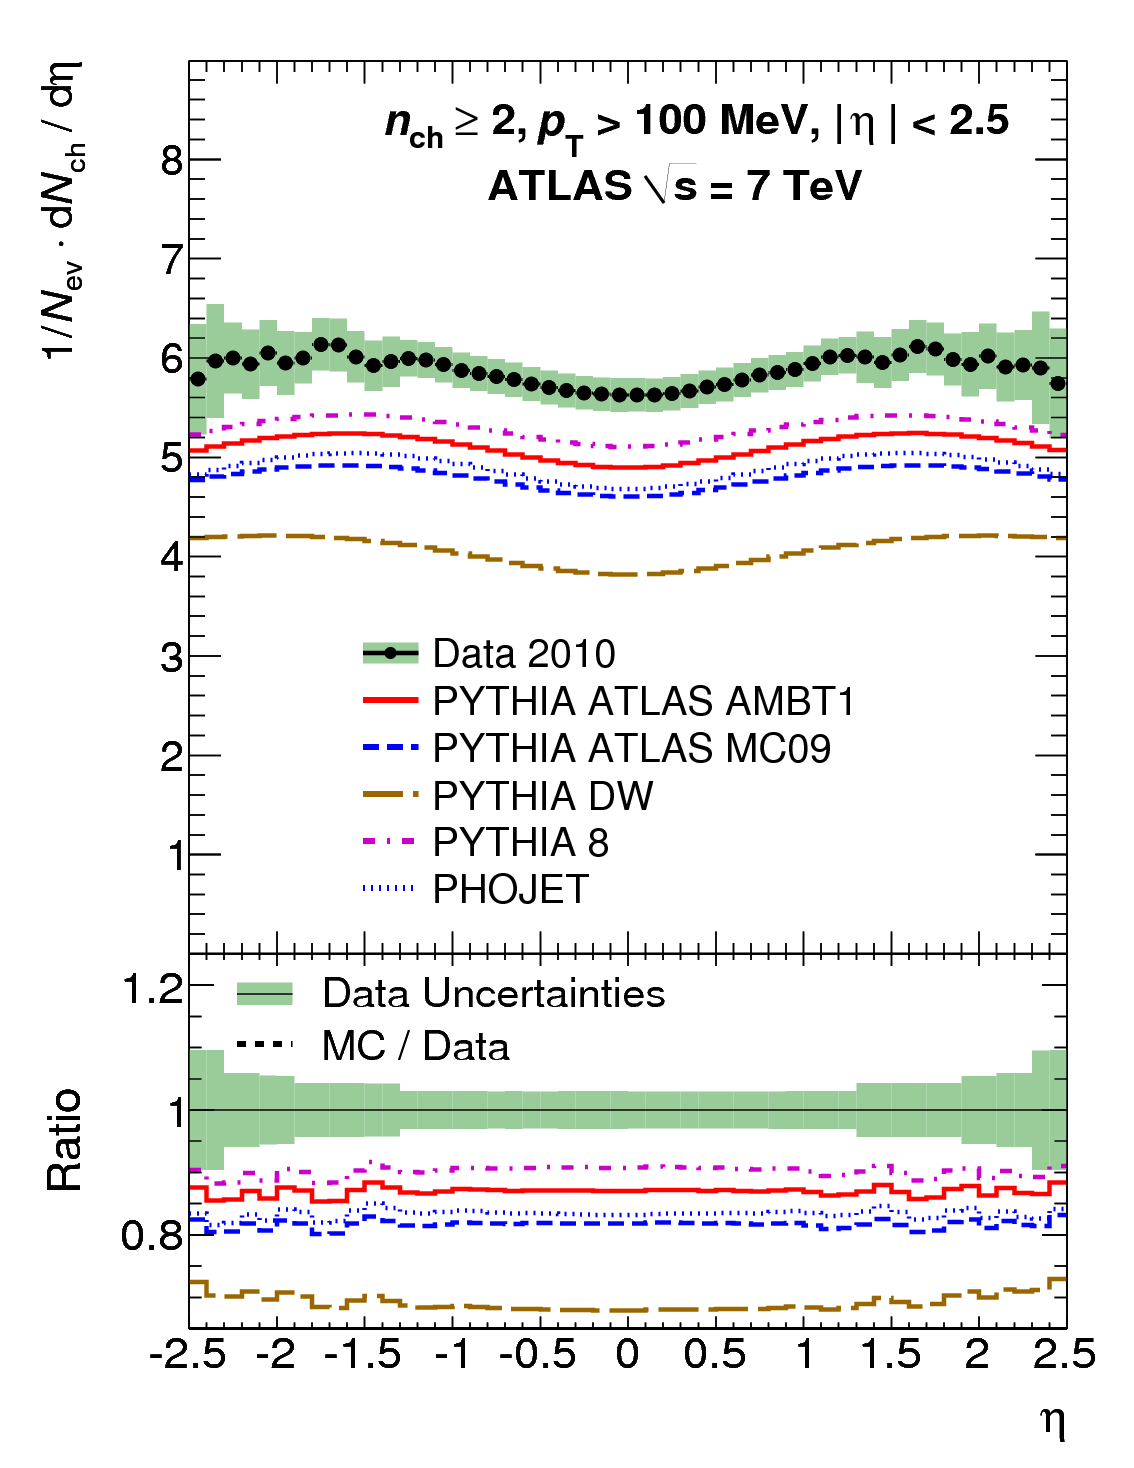 1/N_ev · dN_ch / dη
n_ch ≥ 2, p_T > 100 MeV, | η | < 2.5
ATLAS √s = 7 TeV
8
7
6
5
4
3
2
1
Data 2010
PYTHIA ATLAS AMBT1
PYTHIA ATLAS MC09
PYTHIA DW
PYTHIA 8
PHOJET
Ratio
1.2
1
0.8
Data Uncertainties
MC / Data
-2.5 -2 -1.5 -1 -0.5 0 0.5 1 1.5 2 2.5
η